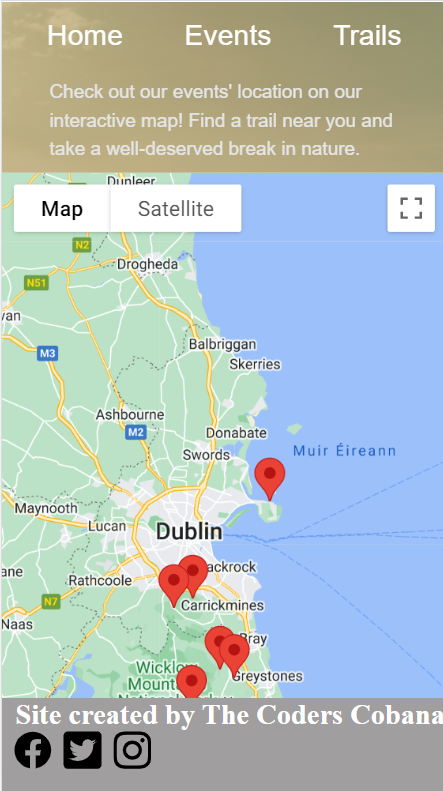 Home Events Trails
Check out our events' location on our
interactive map! Find a trail near you and
take a well-deserved break in nature.
Dunleer
Map Satellite
N2
Drogheda
N51
van
Balbriggan
M3
Skerries
Ashbourne
M2
Donabate
Muir Éireann
Swords
Maynooth
Lucan
Dublin
ane
ackrock
Rathcoole
N7
Carrickmines
Naas
Bray
Wicklow
Greystones
Mount
Site created by The Coders Cobana